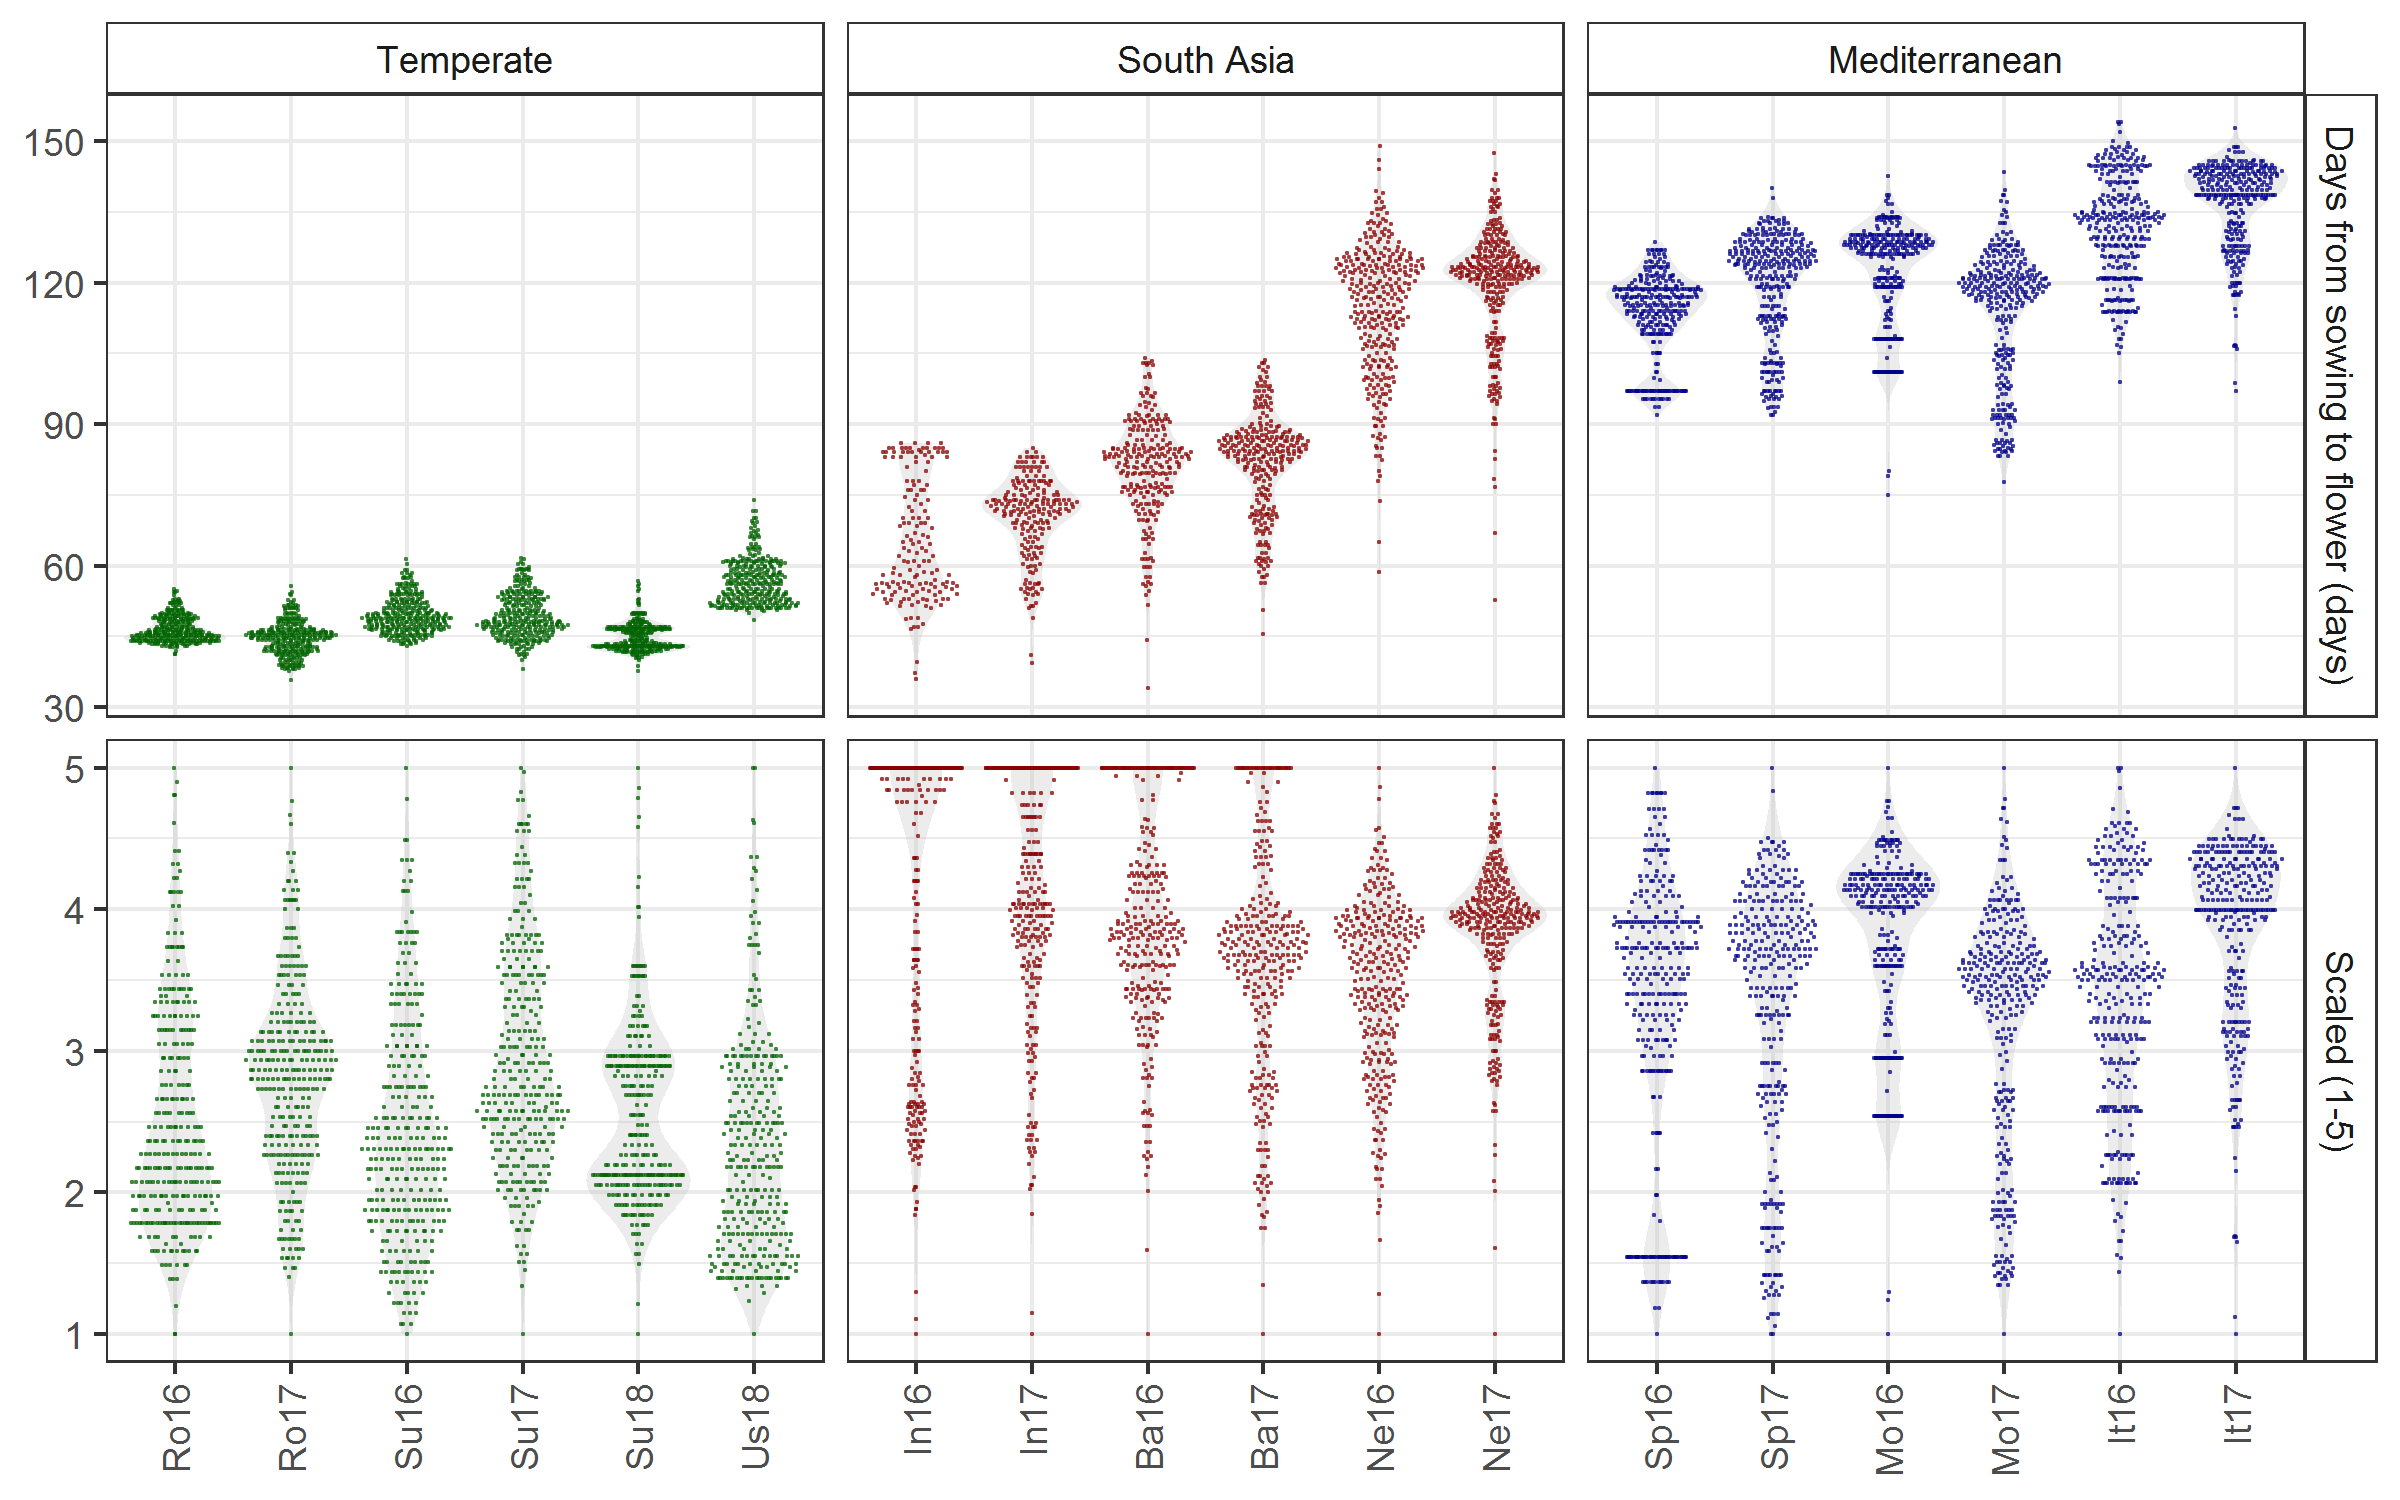 Temperate
South Asia
Mediterranean
150
120
90
60
30
Days from sowing to flower (days)
5
4
3
2
1
Scaled (1-5)
Ro16
Ro17
Su16
Su17
Su18
Us18
In16
In17
Ba16
Ba17
Ne16
Ne17
Sp16
Sp17
Mo16
Mo17
It16
It17